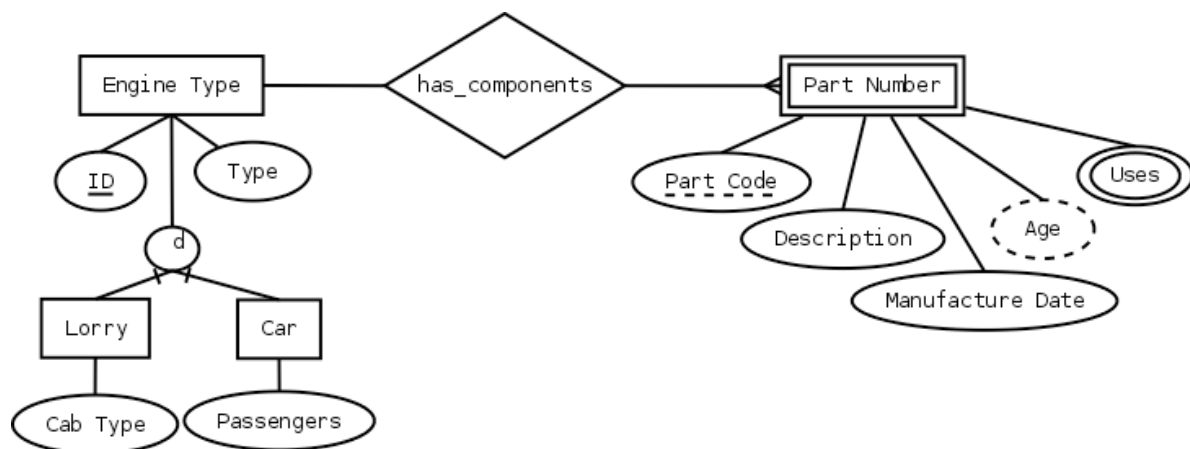 Engine Type
has_components
Part Number
ID
Type
Part Code
Uses
Description
Age
d
Manufacture Date
Lorry
Car
Cab Type
Passengers